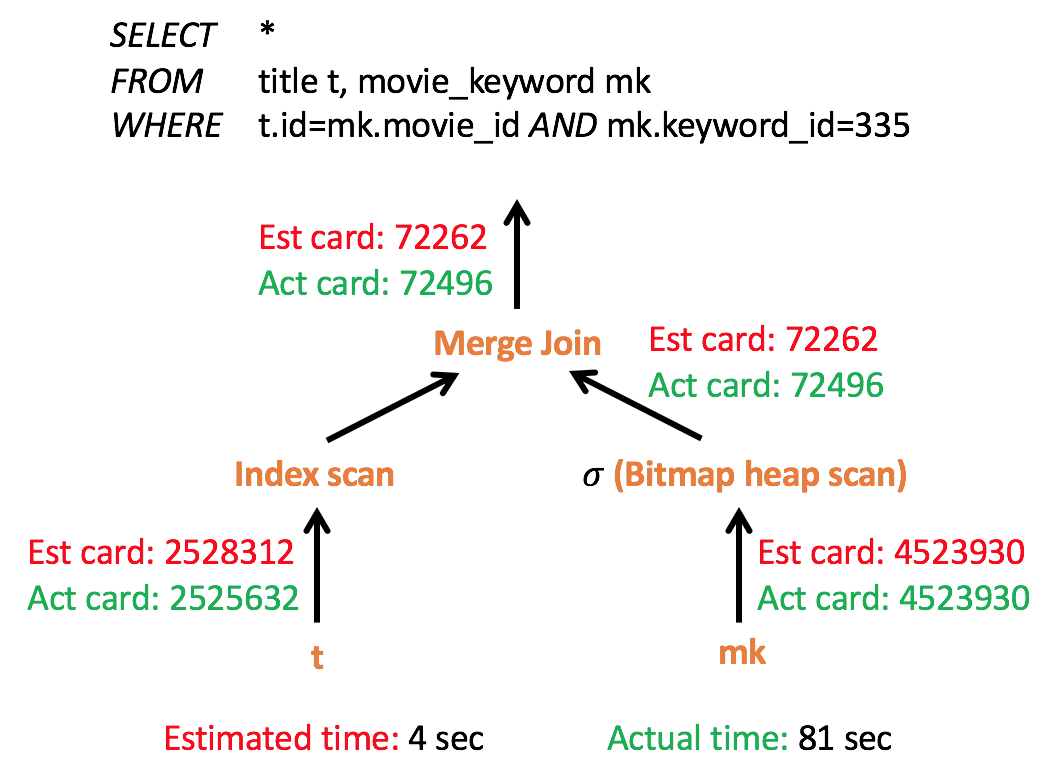 SELECT *
FROM title t, movie_keyword mk
WHERE t.id=mk.movie_id AND mk.keyword_id=335
Est card: 72262
Act card: 72496
Merge Join
Est card: 72262
Act card: 72496
Index scan
σ (Bitmap heap scan)
Est card: 2528312
Act card: 2525632
Est card: 4523930
Act card: 4523930
t
mk
Estimated time: 4 sec
Actual time: 81 sec